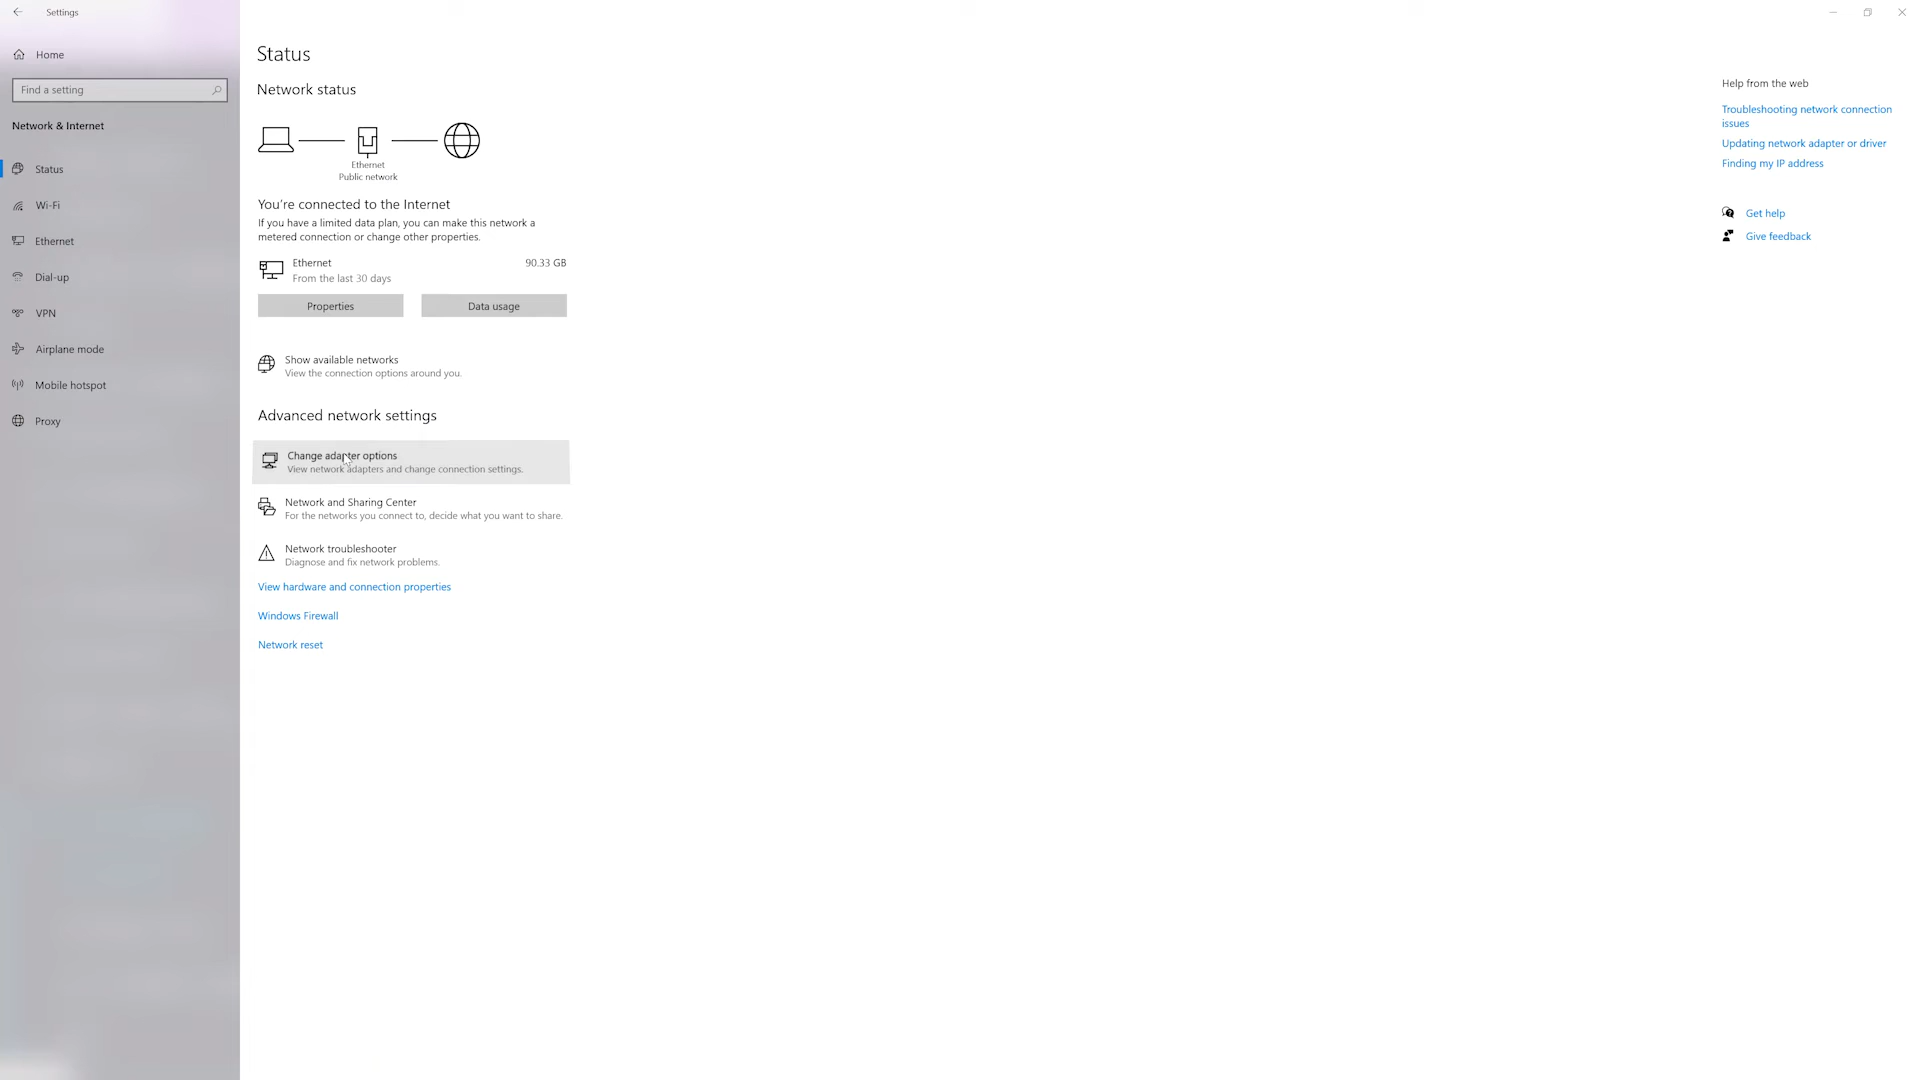 Settings
Home
Find a setting
Network & Internet
Status
Wi-Fi
Ethernet
Dial-up
VPN
Airplane mode
Mobile hotspot
Proxy
Status
Network status
Ethernet
Public network
You're connected to the Internet
If you have a limited data plan, you can make this network a
metered connection or change other properties.
Ethernet 90.33 GB
From the last 30 days
Properties Data usage
Show available networks
View the connection options around you.
Advanced network settings
Change adapter options
View network adapters and change connection settings.
Network and Sharing Center
For the networks you connect to, decide what you want to share.
Network troubleshooter
Diagnose and fix network problems.
View hardware and connection properties
Windows Firewall
Network reset
Help from the web
Troubleshooting network connection
issues
Updating network adapter or driver
Finding my IP address
Get help
Give feedback